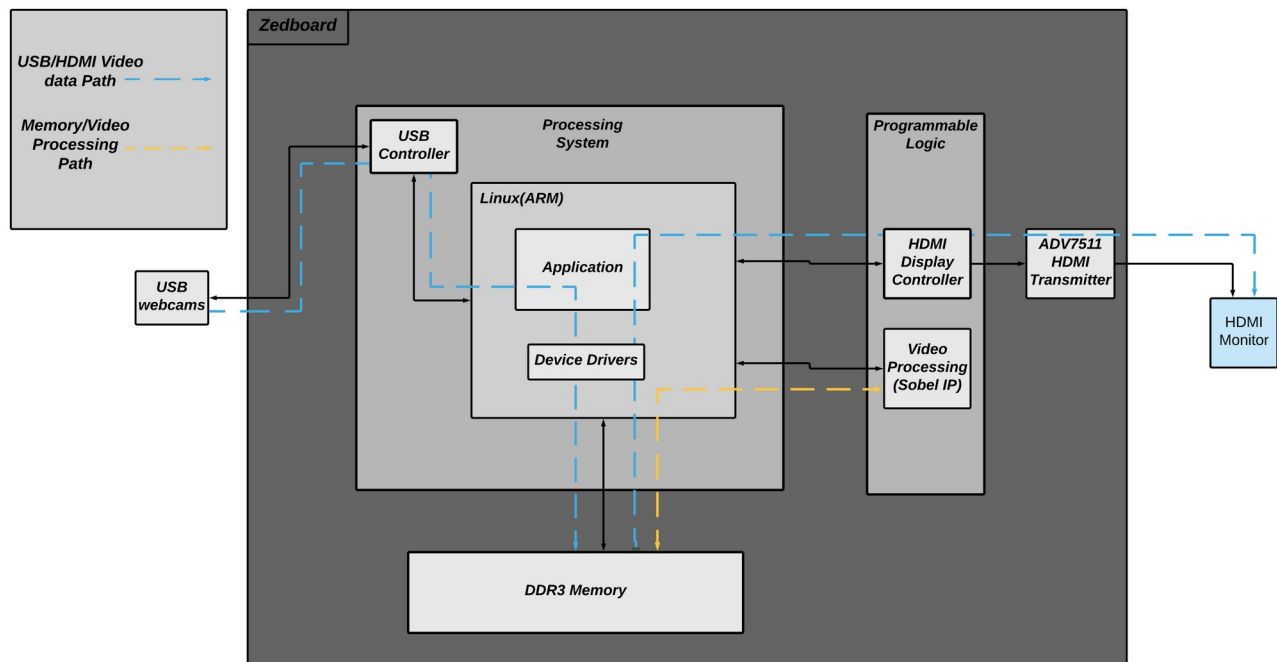 Zedboard
USB/HDMI Video
data Path
Memory/Video
Processing
Path
Processing
System
Programmable
Logic
USB
Controller
Linux(ARM)
Application
Device Drivers
HDMI
Display
Controller
ADV7511
HDMI
Transmitter
USB
webcams
HDMI
Monitor
Video
Processing
(Sobel IP)
DDR3 Memory